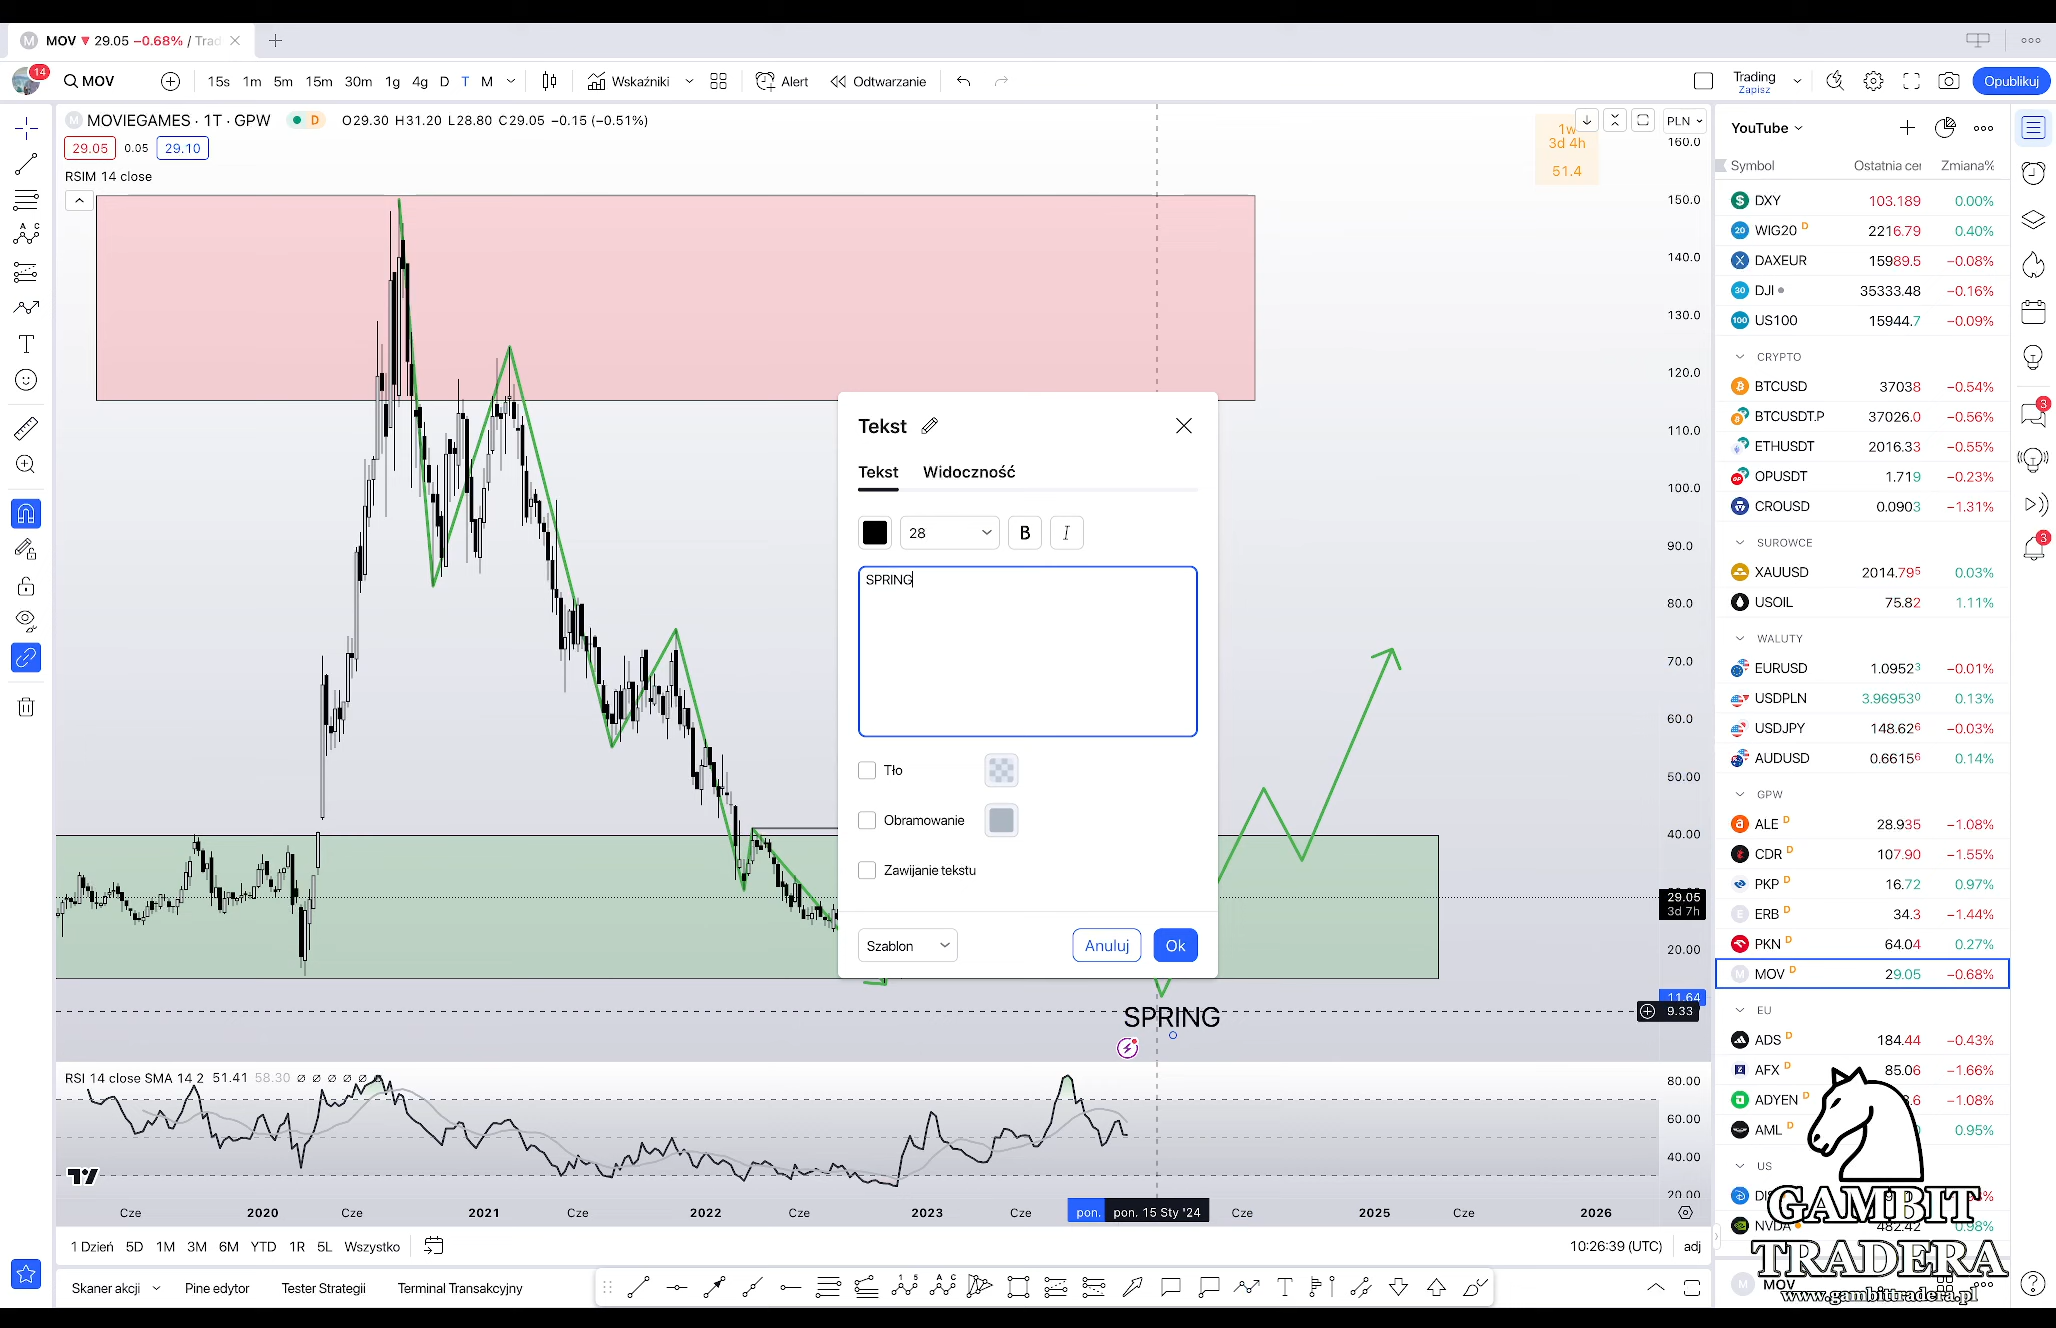 MOV ▼ 29.05 −0.68% / Trad
14
MOV 15s 1m 5m 15m 30m 1g 4g D T M Wskaźniki Alert Odtwarzanie Trading Zapisz Opublikuj
MOVIEGAMES · 1T · GPW D O29.30 H31.20 L28.80 C29.05 −0.15 (−0.51%)
29.05 0.05 29.10
RSIM 14 close
1w
3d 4h
51.4
PLN
160.0
150.0
140.0
130.0
120.0
110.0
100.0
90.0
80.0
70.0
60.0
50.00
40.00
29.05
3d 7h
20.00
11.64
9.33
Tekst
Tekst Widoczność
28 B I
SPRING
Tło
Obramowanie
Zawijanie tekstu
Szablon Anuluj Ok
SPRING
RSI 14 close SMA 14 2 51.41 58.30 ∅ ∅ ∅ ∅ ∅ ∅
80.00
60.00
40.00
20.00
Cze 2020 Cze 2021 Cze 2022 Cze 2023 Cze pon. pon. 15 Sty '24 Cze 2025 Cze 2026
1 Dzień 5D 1M 3M 6M YTD 1R 5L Wszystko 10:26:39 (UTC) adj
Skaner akcji Pine edytor Tester Strategii Terminal Transakcyjny
YouTube
Symbol Ostatnia cer Zmiana%
DXY 103.189 0.00%
WIG20 D 2216.79 0.40%
DAXEUR 15989.5 −0.08%
DJI 35333.48 −0.16%
US100 15944.7 −0.09%
CRYPTO
BTCUSD 37038 −0.54%
BTCUSDT.P 37026.0 −0.56%
ETHUSDT 2016.33 −0.55%
OPUSDT 1.719 −0.23%
CROUSD 0.0903 −1.31%
SUROWCE
XAUUSD 2014.795 0.03%
USOIL 75.82 1.11%
WALUTY
EURUSD 1.09523 −0.01%
USDPLN 3.969530 0.13%
USDJPY 148.626 −0.03%
AUDUSD 0.66156 0.14%
GPW
ALE D 28.935 −1.08%
CDR D 107.90 −1.55%
PKP D 16.72 0.97%
ERB D 34.3 −1.44%
PKN D 64.04 0.27%
MOV D 29.05 −0.68%
EU
ADS D 184.44 −0.43%
AFX D 85.06 −1.66%
ADYEN D −1.08%
AML D 0.95%
US
NVDA 482.42 0.98%
MOV
3
3
GAMBIT
TRADERA
www.gambittradera.pl